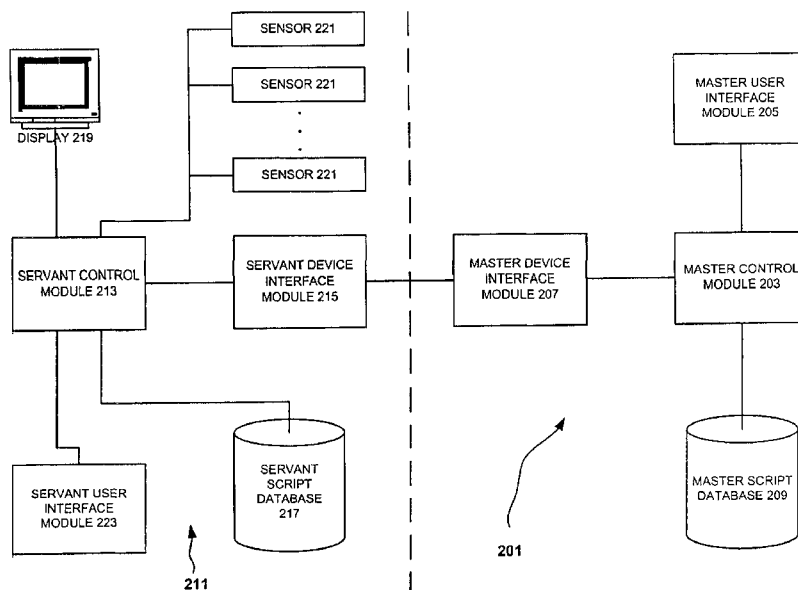 SENSOR 221
SENSOR 221
SENSOR 221
DISPLAY 219
MASTER USER
INTERFACE
MODULE 205
SERVANT CONTROL
MODULE 213
SERVANT DEVICE
INTERFACE
MODULE 215
MASTER DEVICE
INTERFACE
MODULE 207
MASTER CONTROL
MODULE 203
SERVANT USER
INTERFACE
MODULE 223
SERVANT
SCRIPT
DATABASE
217
MASTER SCRIPT
DATABASE 209
211
201